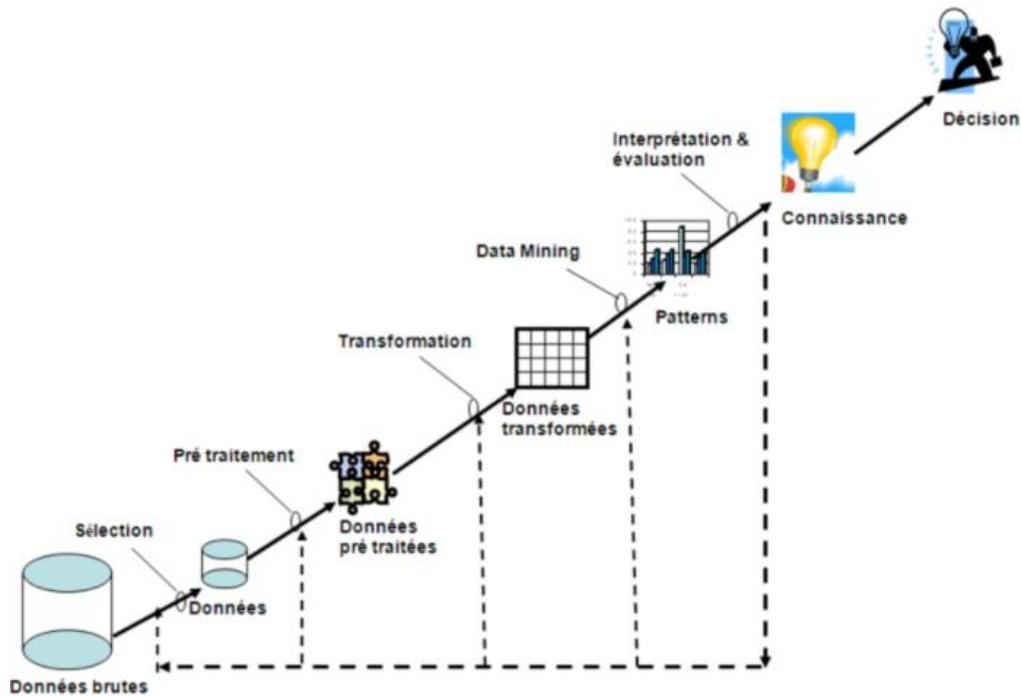 Décision
Interprétation &
évaluation
Connaissance
Data Mining
Patterns
Transformation
Données
transformées
Pré traitement
Données
pré traitées
Sélection
Données
Données brutes